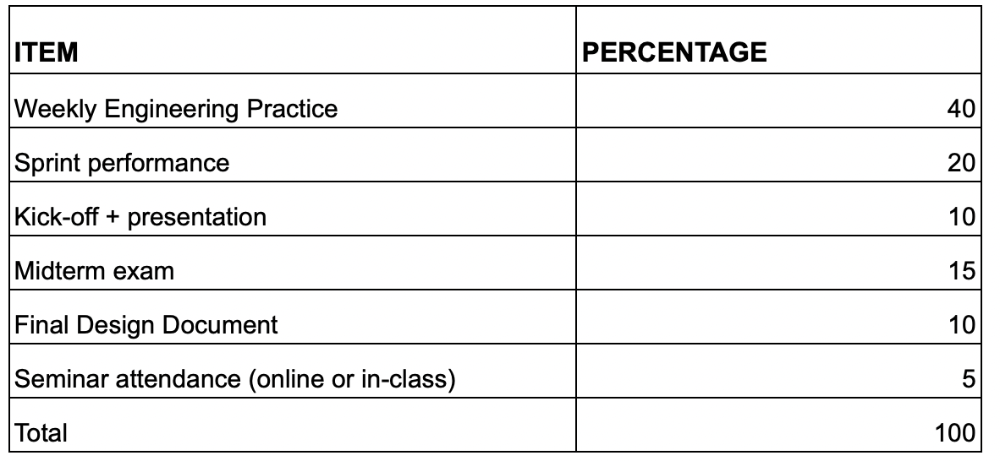 ITEM PERCENTAGE
Weekly Engineering Practice 40
Sprint performance 20
Kick-off + presentation 10
Midterm exam 15
Final Design Document 10
Seminar attendance (online or in-class) 5
Total 100